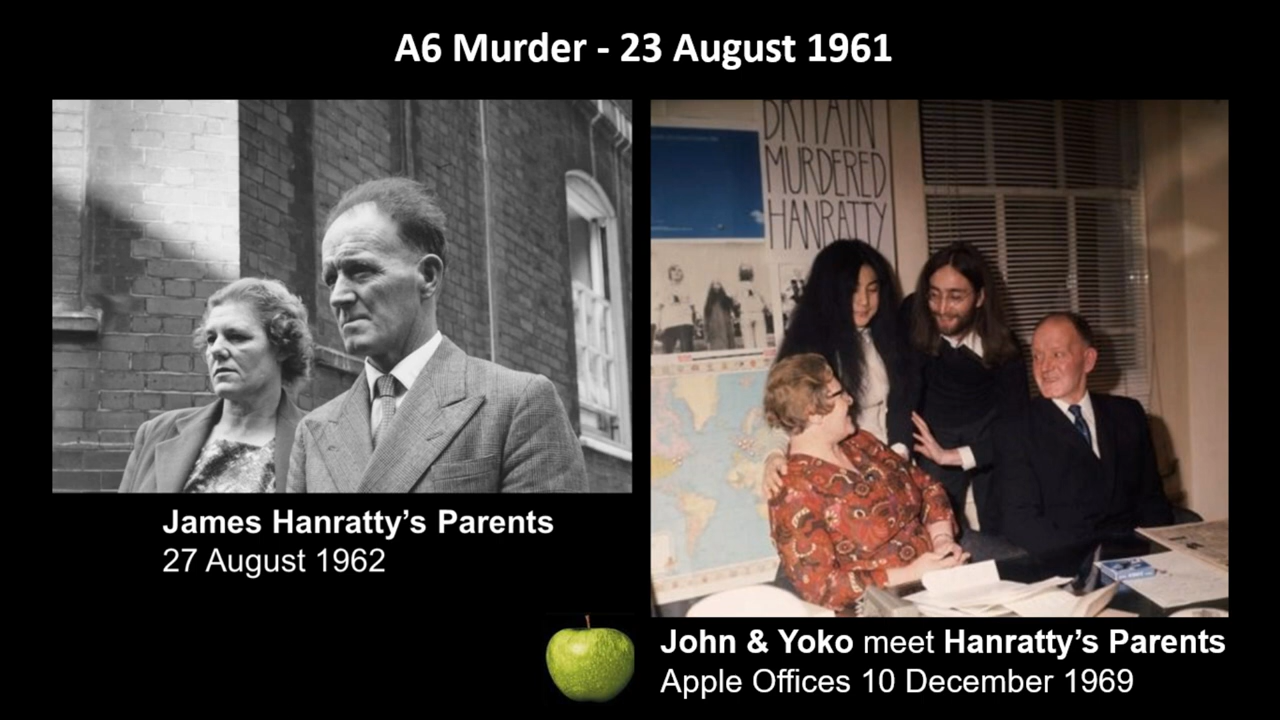 A6 Murder - 23 August 1961
BRITAIN
MURDERED
HANRATTY
James Hanratty’s Parents
27 August 1962
John & Yoko meet Hanratty’s Parents
Apple Offices 10 December 1969